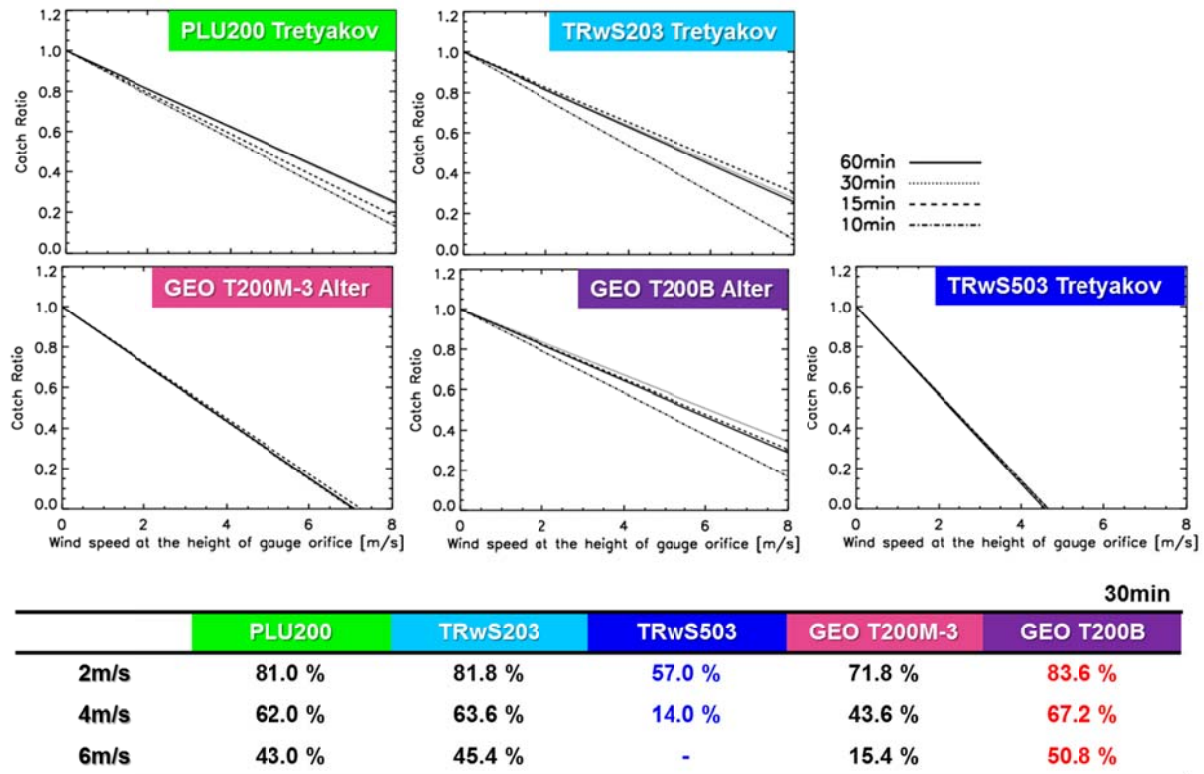 PLU200 Tretyakov
1.2
1.0
0.8
0.6
0.4
0.2
0.0
Catch Ratio
TRwS203 Tretyakov
1.2
1.0
0.8
0.6
0.4
0.2
0.0
Catch Ratio
60min
30min
15min
10min
GEO T200M-3 Alter
1.2
1.0
0.8
0.6
0.4
0.2
0.0
Catch Ratio
0 2 4 6 8
Wind speed at the height of gauge orifice [m/s]
GEO T200B Alter
1.2
1.0
0.8
0.6
0.4
0.2
0.0
Catch Ratio
0 2 4 6 8
Wind speed at the height of gauge orifice [m/s]
TRwS503 Tretyakov
1.2
1.0
0.8
0.6
0.4
0.2
0.0
Catch Ratio
0 2 4 6 8
Wind speed at the height of gauge orifice [m/s]
30min
PLU200 TRwS203 TRwS503 GEO T200M-3 GEO T200B
2m/s 81.0 % 81.8 % 57.0 % 71.8 % 83.6 %
4m/s 62.0 % 63.6 % 14.0 % 43.6 % 67.2 %
6m/s 43.0 % 45.4 % - 15.4 % 50.8 %